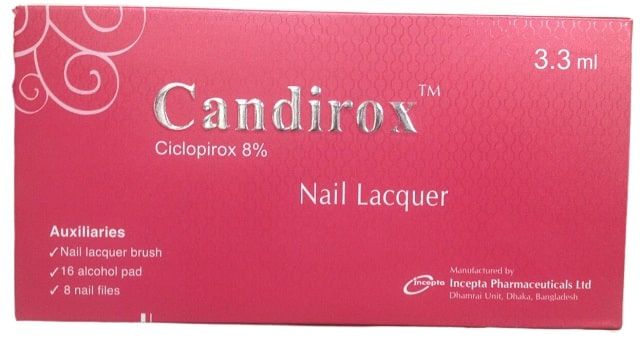 3.3 ml
Candirox™
Ciclopirox 8%
Nail Lacquer
Auxiliaries
✓ Nail lacquer brush
✓ 16 alcohol pad
✓ 8 nail files
Incepta
Manufactured by
Incepta Pharmaceuticals Ltd
Dhamrai Unit, Dhaka, Bangladesh